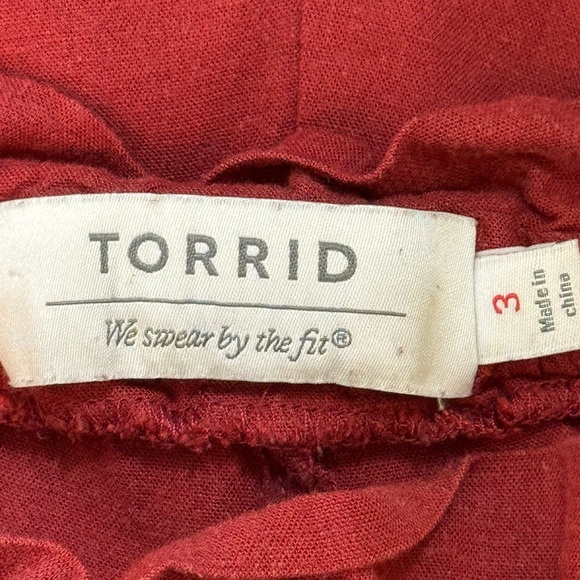 TORRID
We swear by the fit®
3
Made in
china